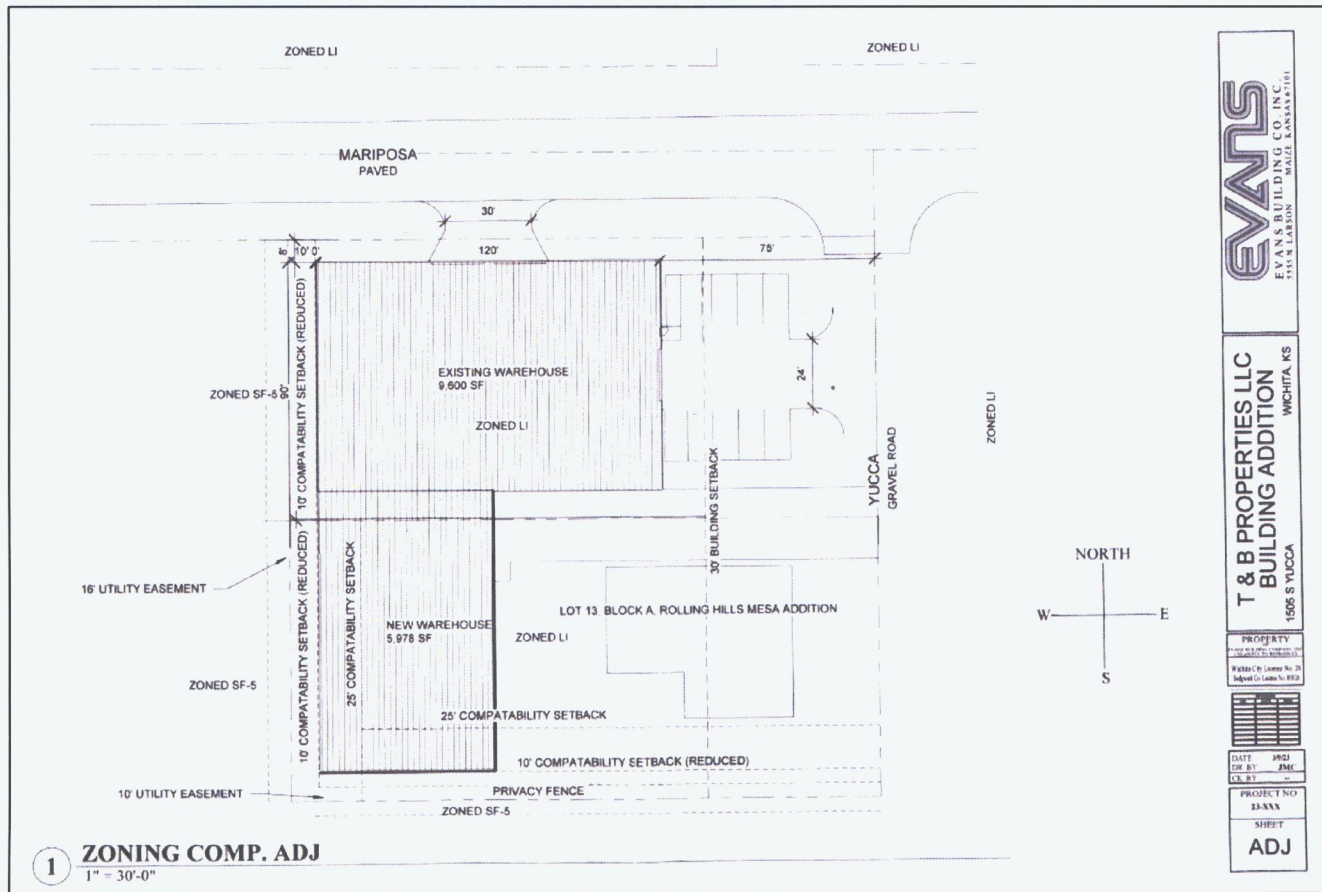 ZONED LI
ZONED LI
MARIPOSA
PAVED
30'
8'
10' 0'
120'
75'
10' COMPATABILITY SETBACK (REDUCED)
ZONED SF-5
90'
EXISTING WAREHOUSE
9,600 SF
ZONED LI
24'
ZONED LI
YUCCA
GRAVEL ROAD
30' BUILDING SETBACK
16' UTILITY EASEMENT
10' COMPATABILITY SETBACK (REDUCED)
25' COMPATABILITY SETBACK
NEW WAREHOUSE
5,978 SF
LOT 13 BLOCK A. ROLLING HILLS MESA ADDITION
ZONED LI
ZONED SF-5
25' COMPATABILITY SETBACK
10' COMPATABILITY SETBACK (REDUCED)
10' UTILITY EASEMENT
PRIVACY FENCE
ZONED SF-5
NORTH
W
E
S
1
ZONING COMP. ADJ
1" = 30'-0"
EVANS
EVANS BUILDING CO. INC.
MAIZE KANSAS 67101
T & B PROPERTIES LLC
BUILDING ADDITION
1505 S YUCCA
WICHITA, KS
PROPERTY
DATE
DR BY JMC
CK BY --
PROJECT NO
23-XXX
SHEET
ADJ